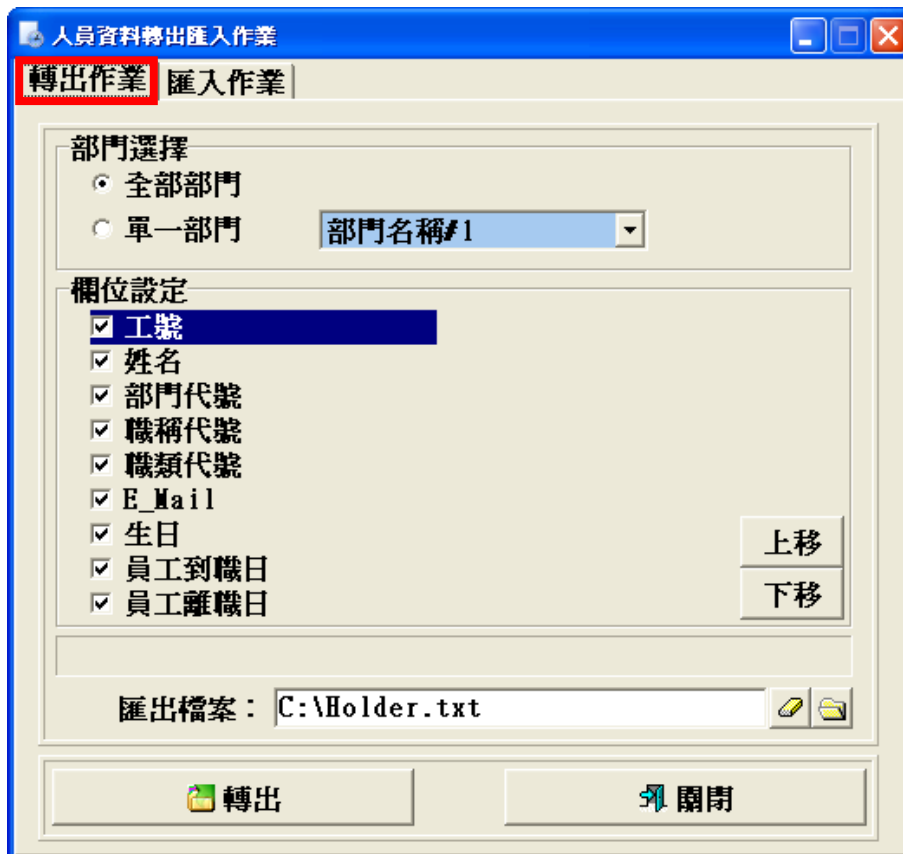 人員資料轉出匯入作業
轉出作業 匯入作業
部門選擇
全部部門
單一部門 部門名稱#1
欄位設定
工號
姓名
部門代號
職稱代號
職類代號
E_Mail
生日
上移
員工到職日
下移
員工離職日
匯出檔案： C:\Holder.txt
轉出 關閉